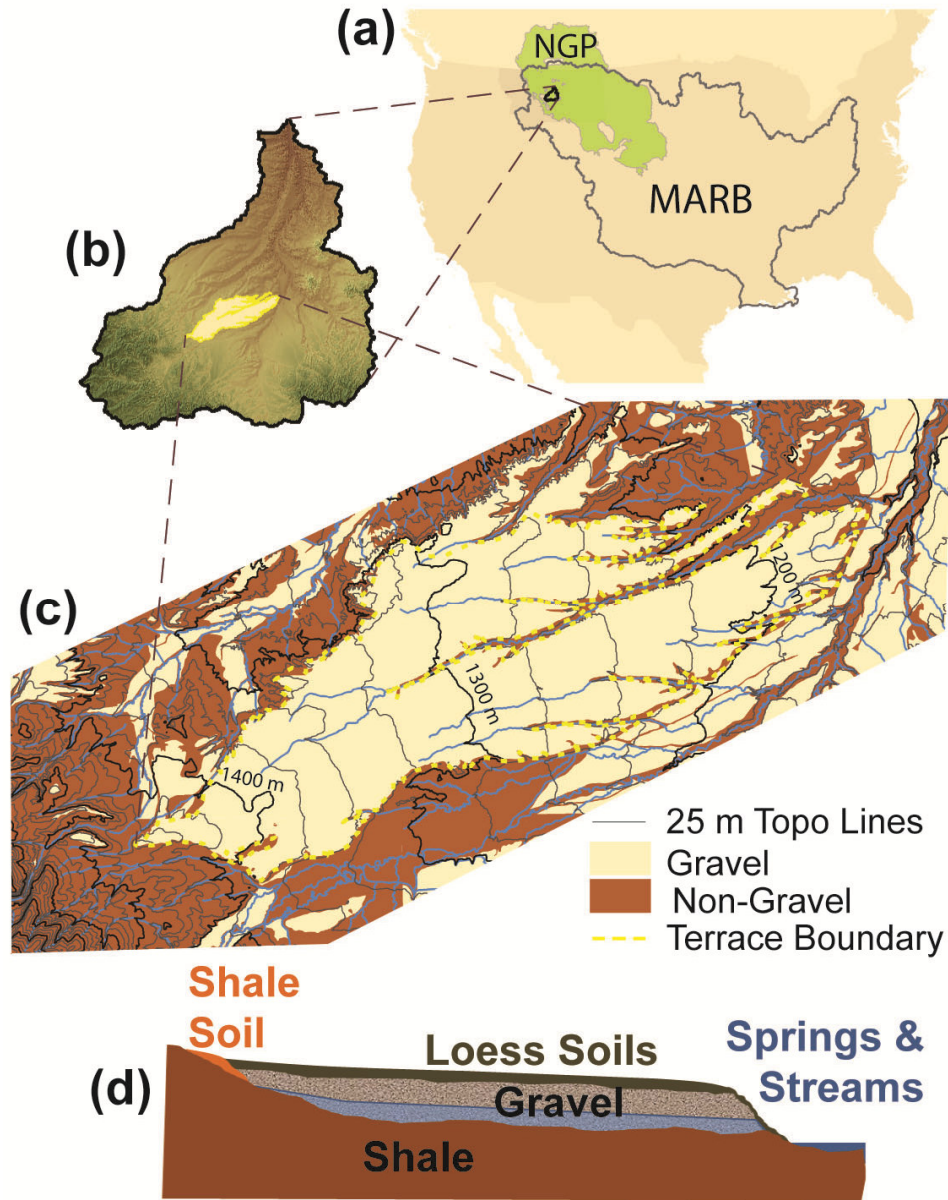 (a)
NGP
MARB
(b)
(c)
1200 m
1300 m
1400 m
25 m Topo Lines
Gravel
Non-Gravel
Terrace Boundary
Shale
Soil
Loess Soils
Springs &
Streams
(d)
Gravel
Shale